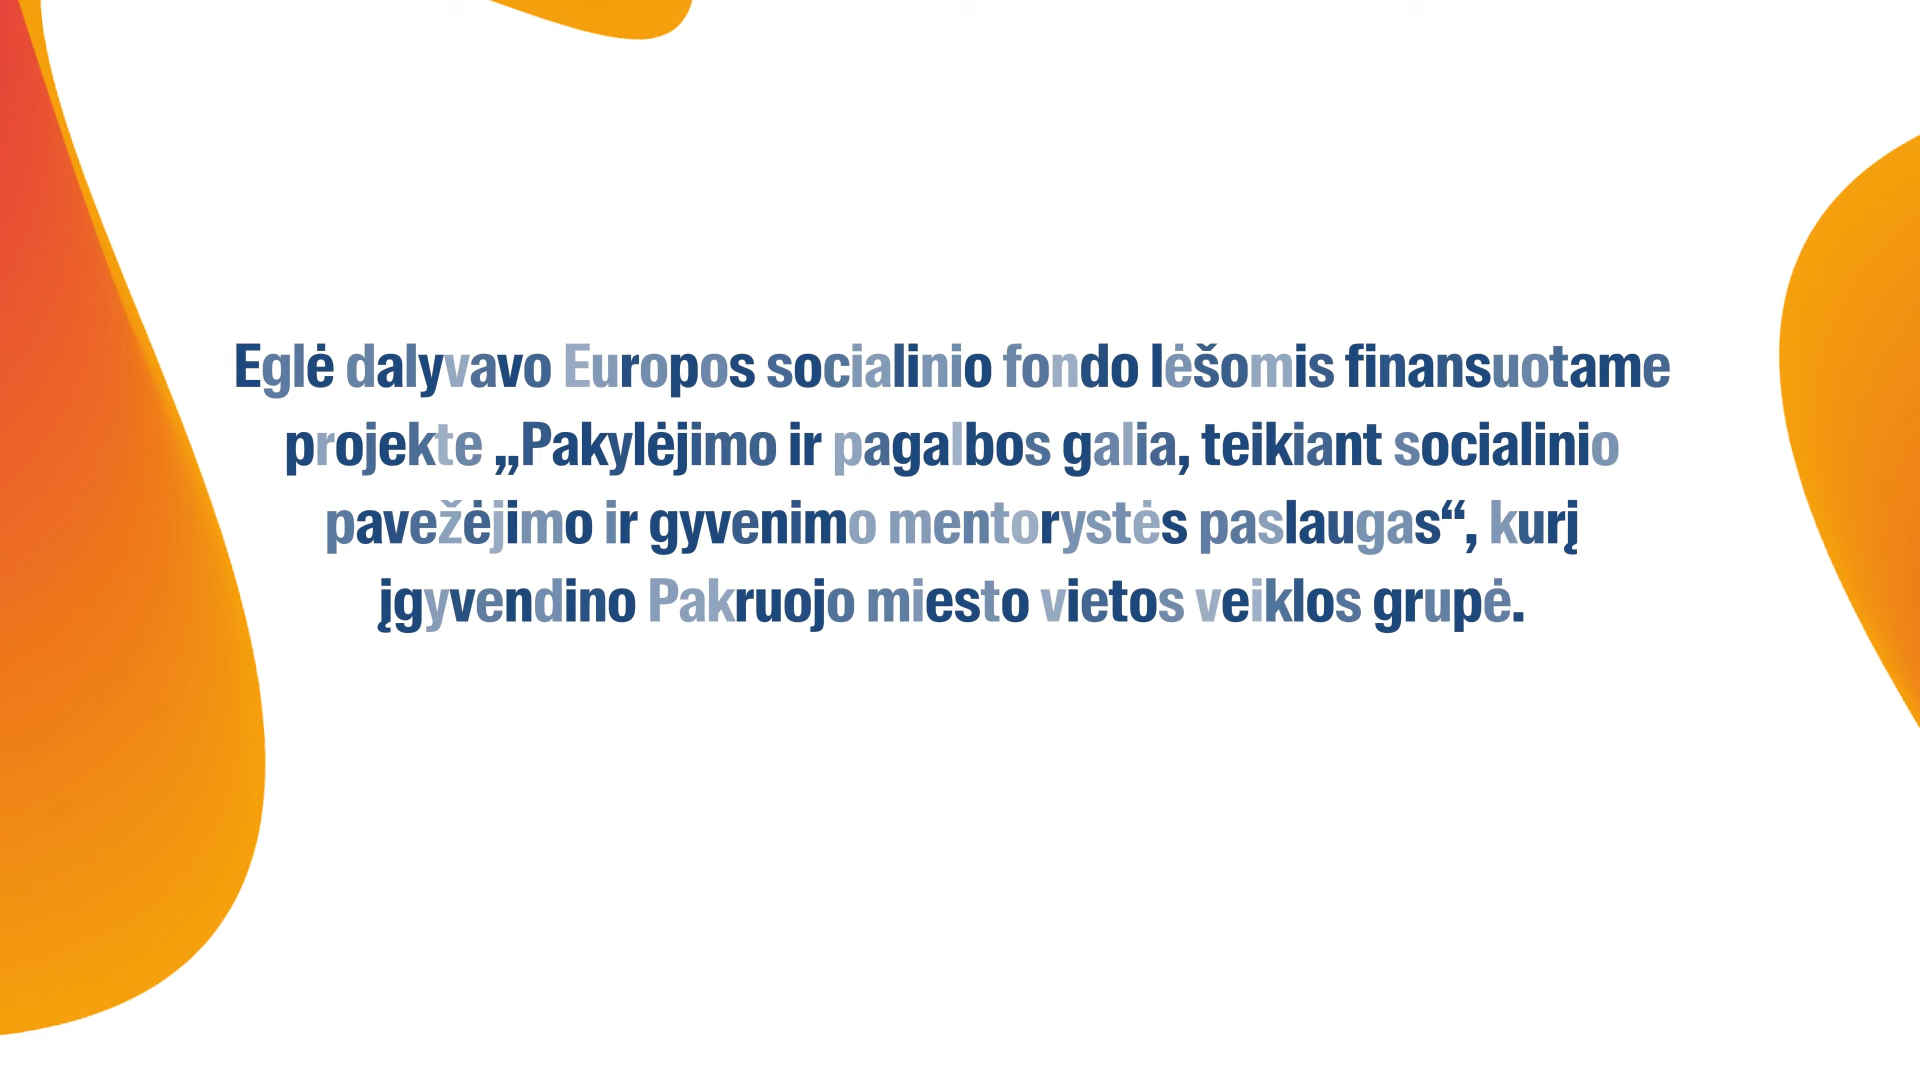 Eglė dalyvavo Europos socialinio fondo lėšomis finansuotame
projekte „Pakylėjimo ir pagalbos galia, teikiant socialinio
pavežėjimo ir gyvenimo mentorystės paslaugas“, kurį
įgyvendino Pakruojo miesto vietos veiklos grupė.